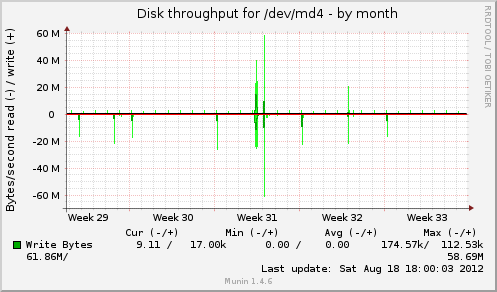 Disk throughput for /dev/md4 - by month
RRDTOOL / TOBI OETIKER
Bytes/second read (-) / write (+)
60 M
40 M
20 M
0
-20 M
-40 M
-60 M
Week 29 Week 30 Week 31 Week 32 Week 33
Cur (-/+) Min (-/+) Avg (-/+) Max (-/+)
Write Bytes 9.11 / 17.00k 0.00 / 0.00 174.57k/ 112.53k
61.86M/ 58.69M
Last update: Sat Aug 18 18:00:03 2012
Munin 1.4.6